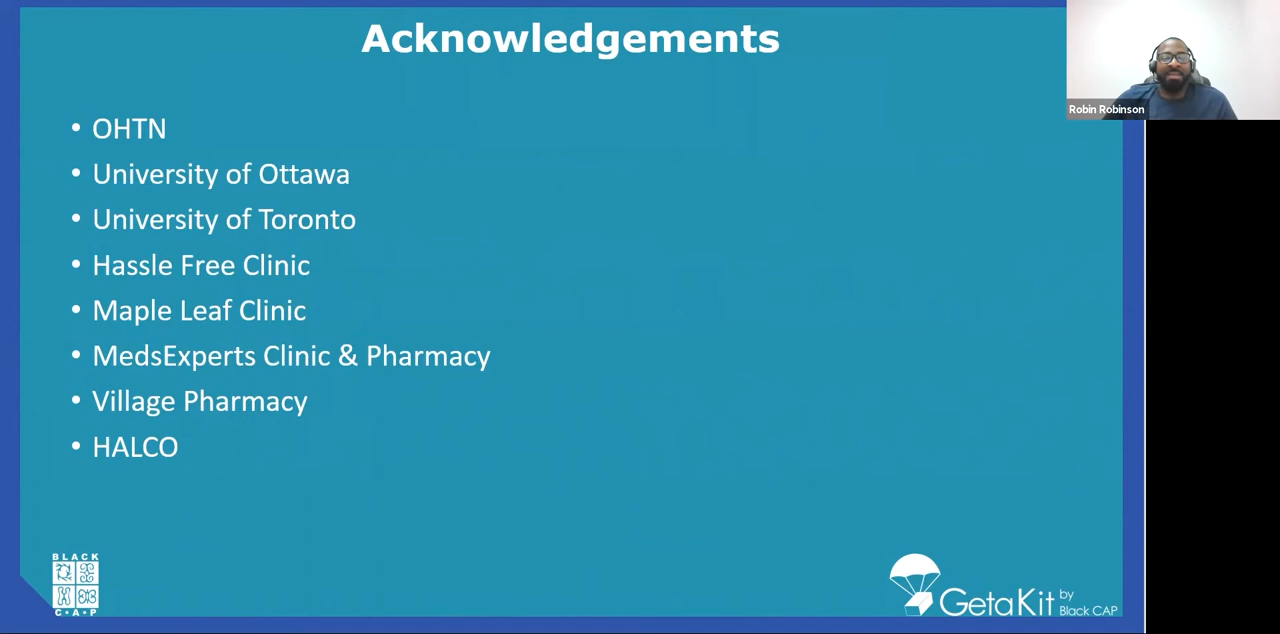 Acknowledgements
Robin Robinson
• OHTN
• University of Ottawa
• University of Toronto
• Hassle Free Clinic
• Maple Leaf Clinic
• MedsExperts Clinic & Pharmacy
• Village Pharmacy
• HALCO
BLACK
C•A•P
GetaKit by
Black CAP